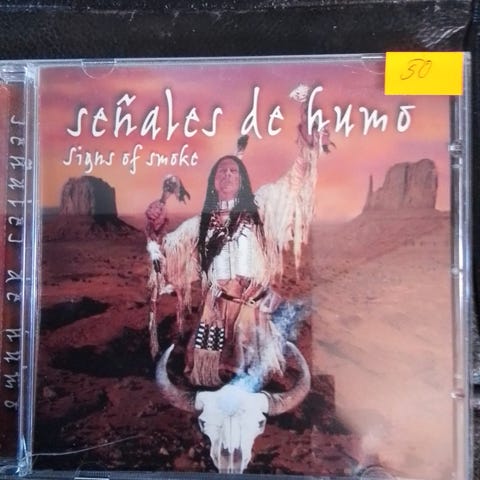 50
señales de humo
signs of smoke
señales de humo